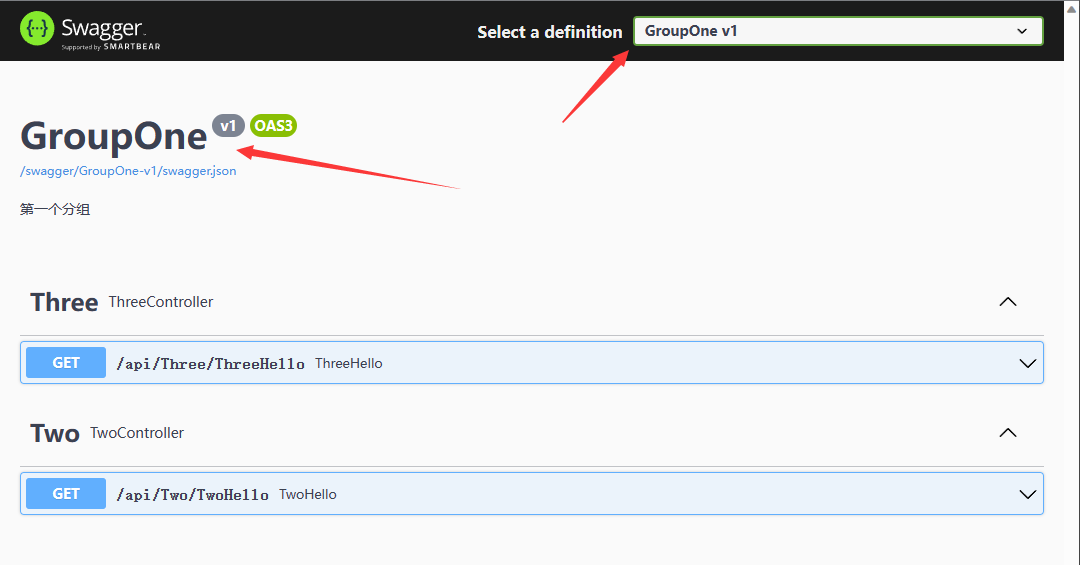 Swagger.
Supported by SMARTBEAR
Select a definition
GroupOne v1
GroupOne v1 OAS3
/swagger/GroupOne-v1/swagger.json
第一个分组
Three ThreeController
GET /api/Three/ThreeHello ThreeHello
Two TwoController
GET /api/Two/TwoHello TwoHello